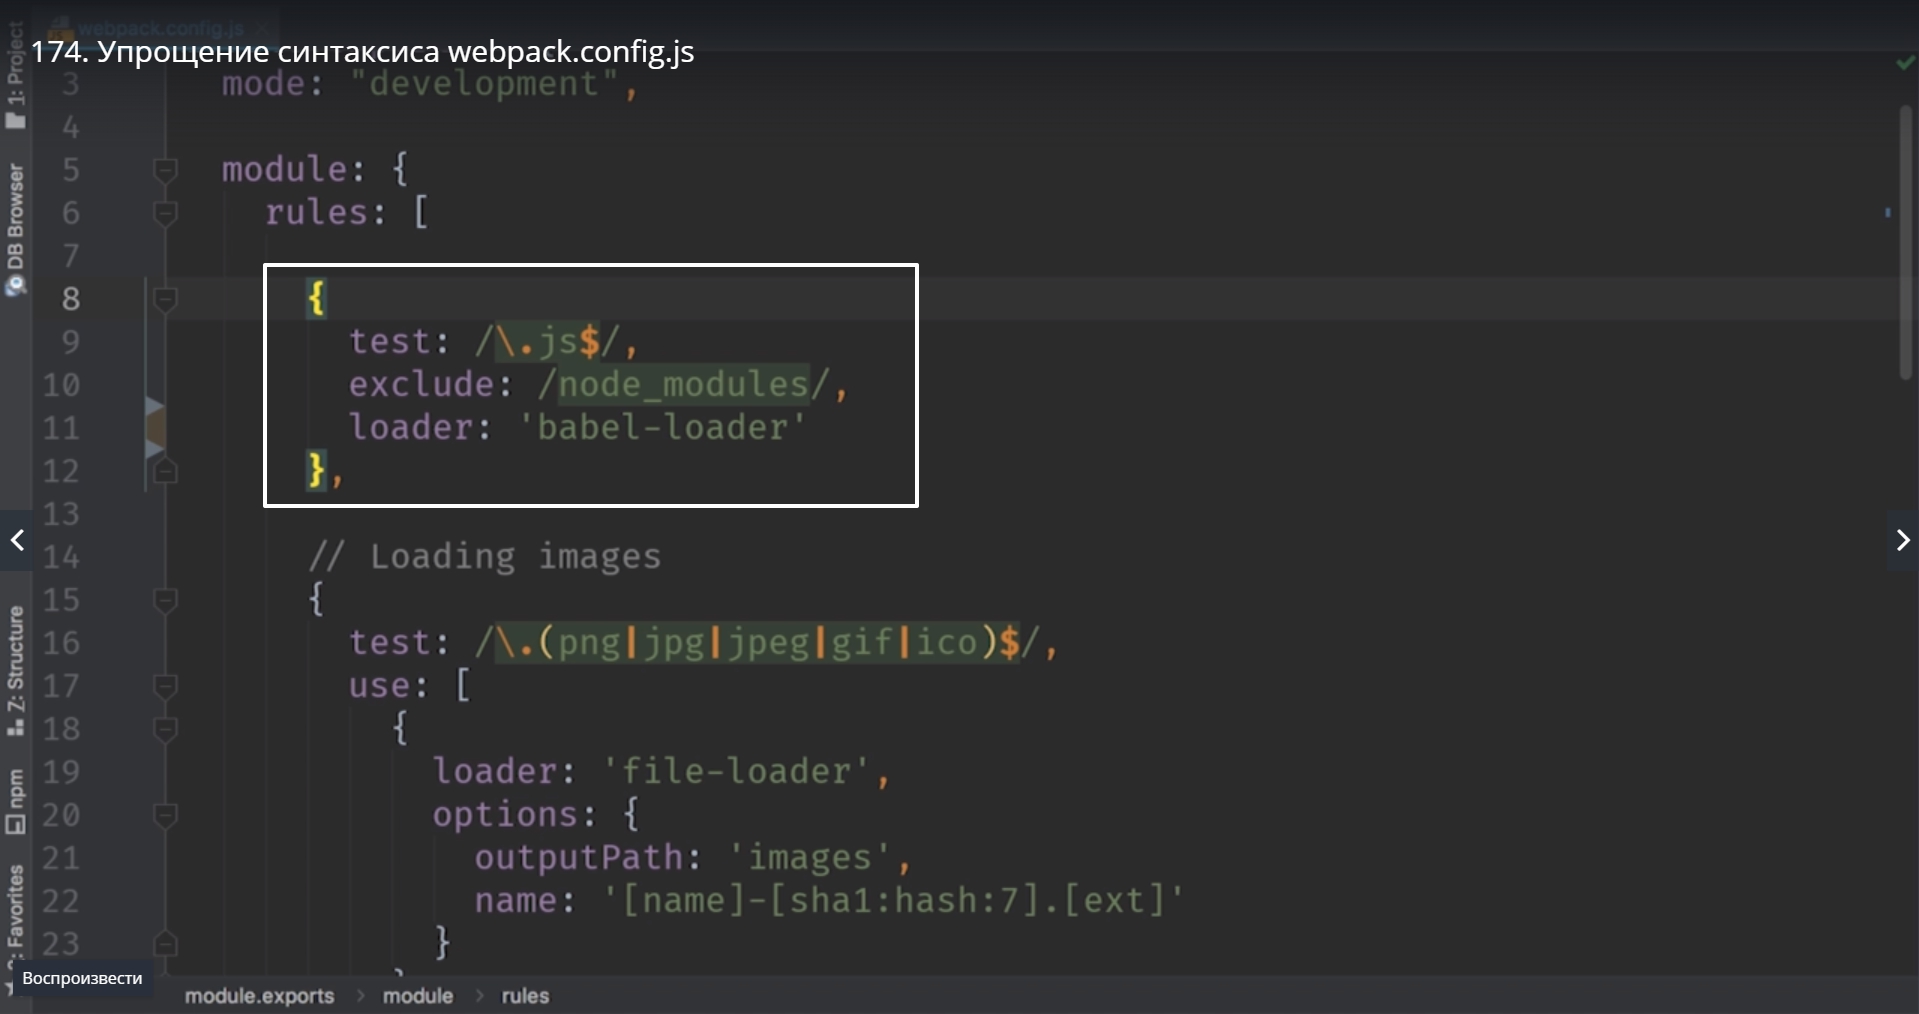 webpack.config.js
174. Упрощение синтаксиса webpack.config.js
1: Project
DB Browser
Z: Structure
npm
Favorites
3 mode: "development",
4
5 module: {
6 rules: [
7
8 {
9 test: /\.js$/,
10 exclude: /node_modules/,
11 loader: 'babel-loader'
12 },
13
14 // Loading images
15 {
16 test: /\.(png|jpg|jpeg|gif|ico)$/,
17 use: [
18 {
19 loader: 'file-loader',
20 options: {
21 outputPath: 'images',
22 name: '[name]-[sha1:hash:7].[ext]'
23 }
Воспроизвести
module.exports > module > rules